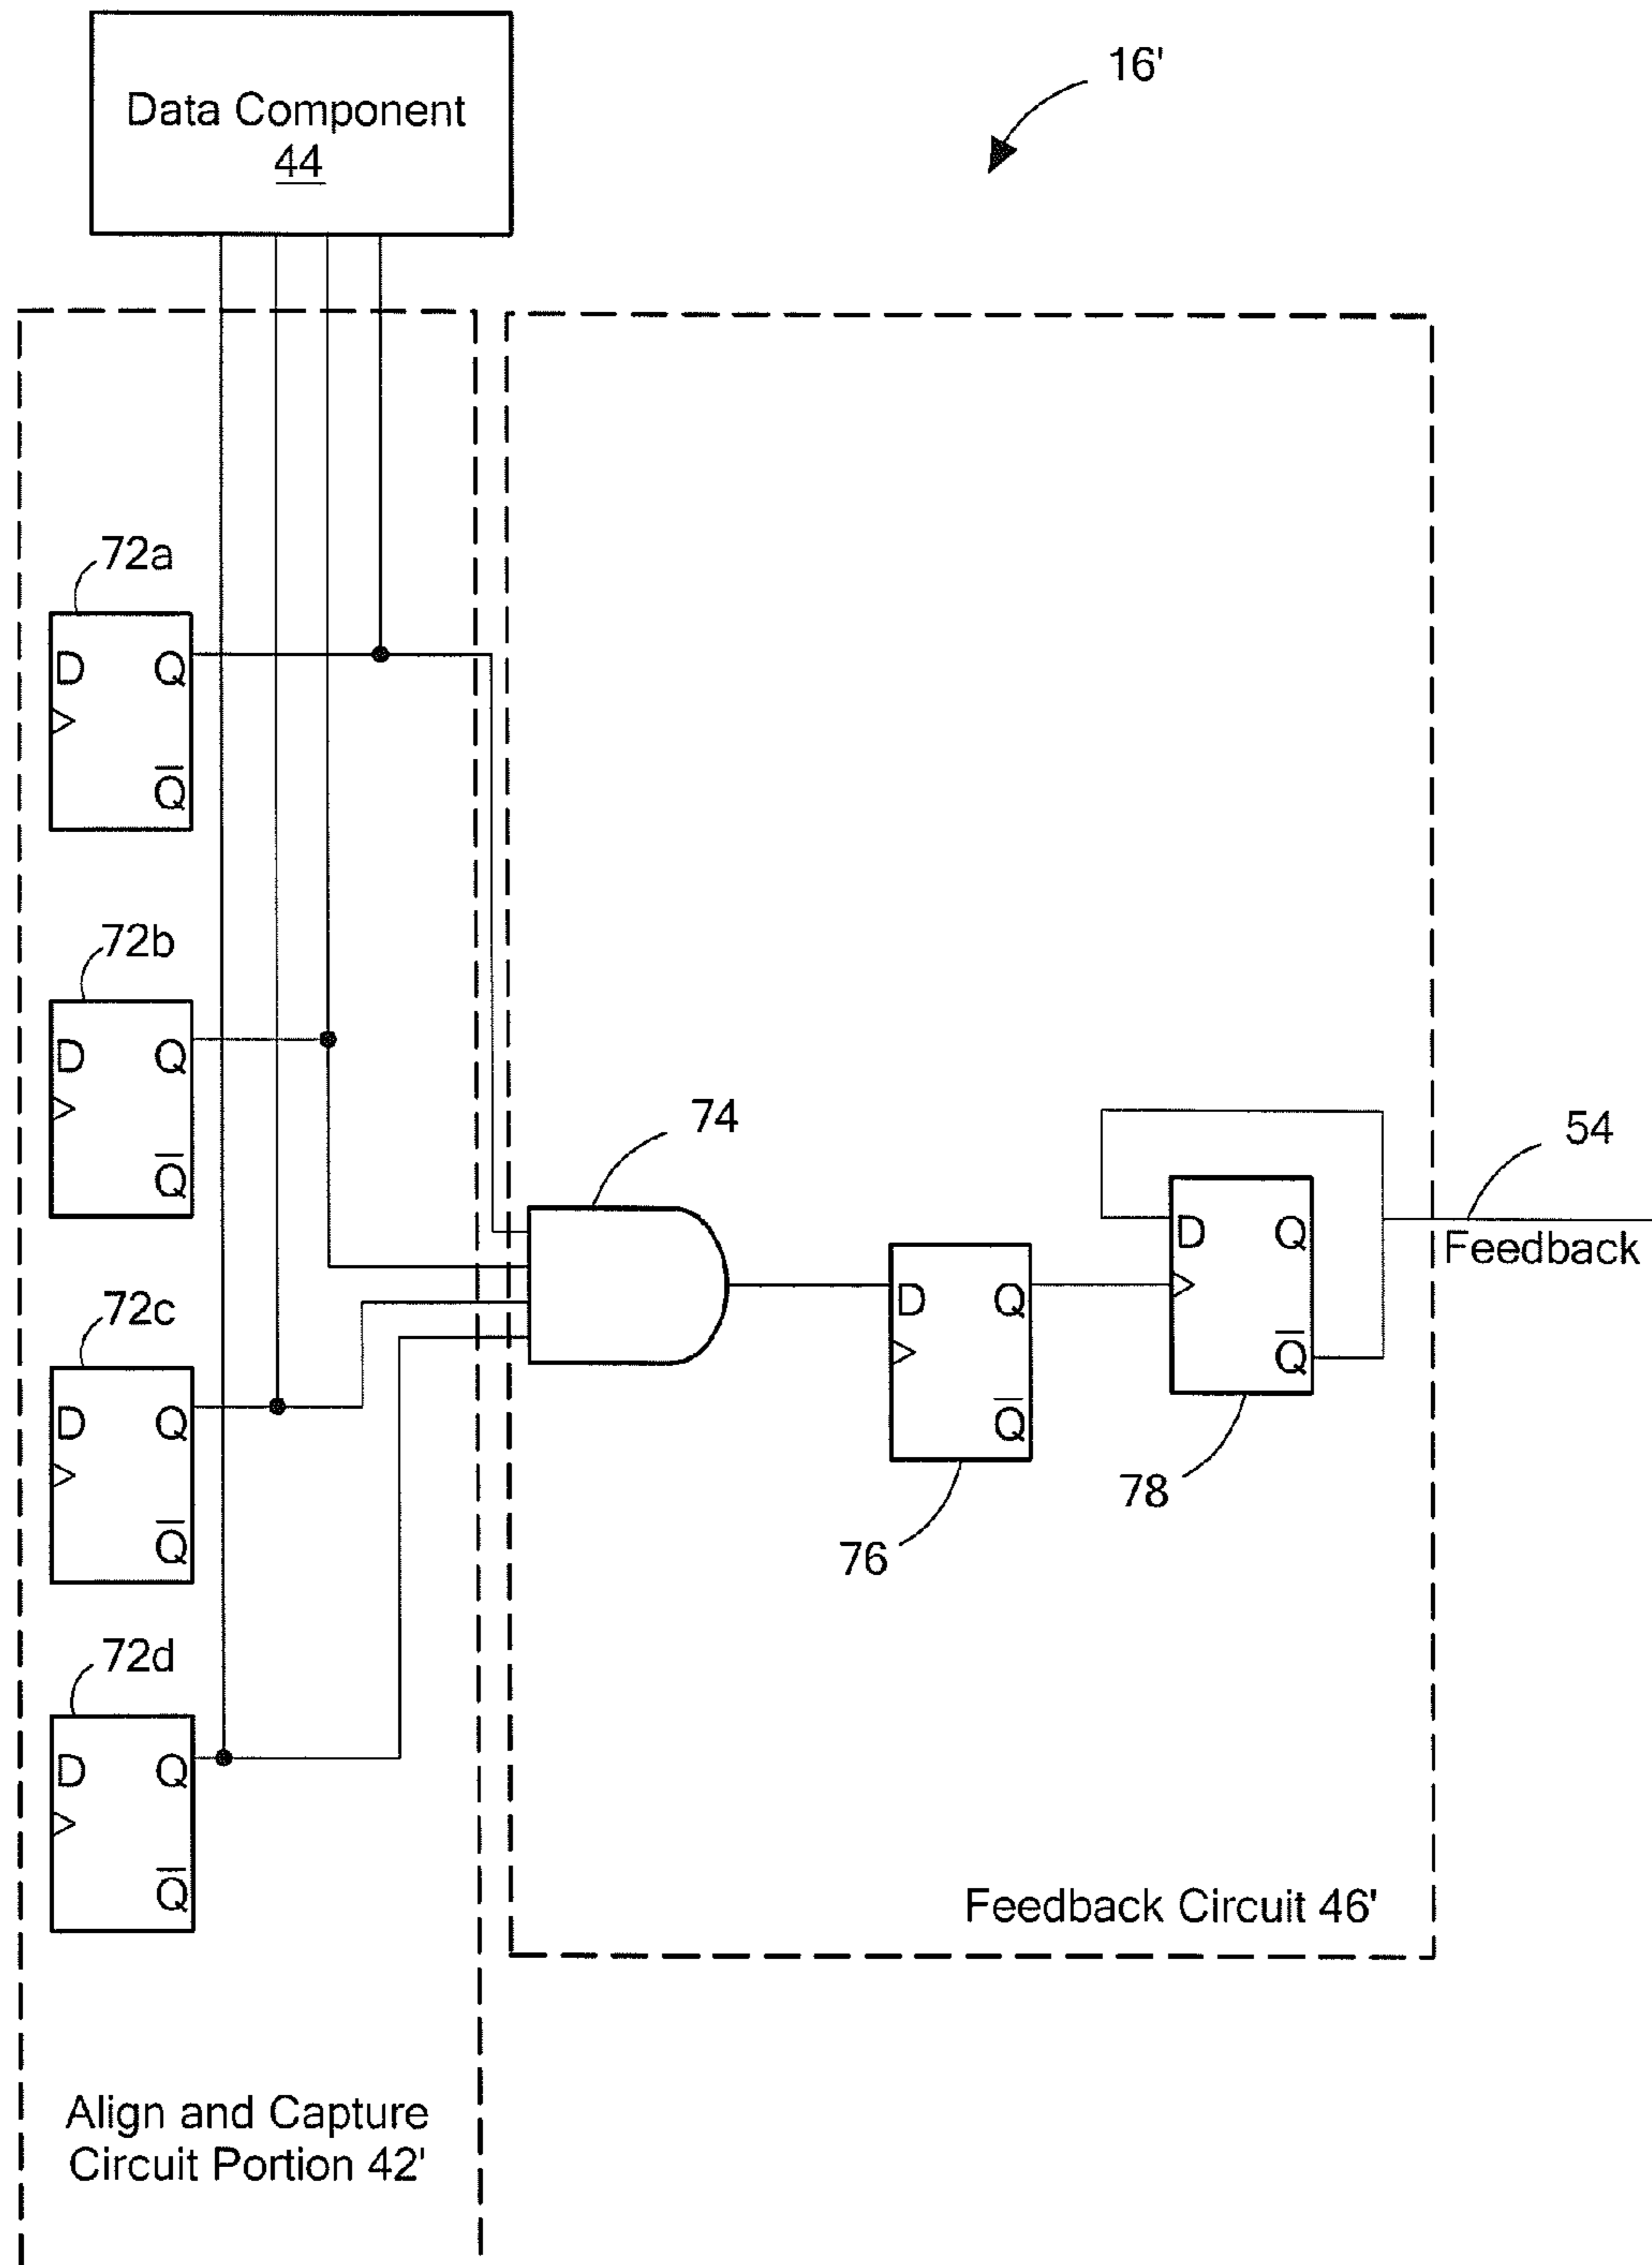 Data Component
44
16'
72a
D Q
Q̅
72b
D Q
Q̅
74
54
D Q
Feedback
Q̅
72c
D Q
Q̅
D Q
Q̅
78
76
72d
D Q
Q̅
Feedback Circuit 46'
Align and Capture
Circuit Portion 42'